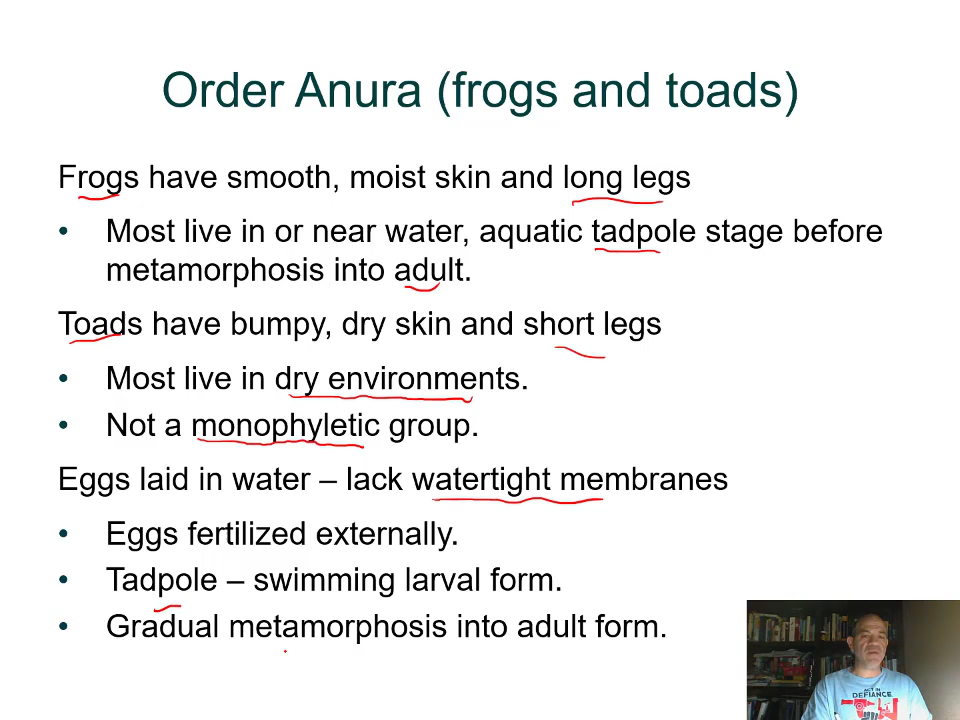 Order Anura (frogs and toads)
Frogs have smooth, moist skin and long legs
• Most live in or near water, aquatic tadpole stage before
metamorphosis into adult.
Toads have bumpy, dry skin and short legs
• Most live in dry environments.
• Not a monophyletic group.
Eggs laid in water – lack watertight membranes
• Eggs fertilized externally.
• Tadpole – swimming larval form.
• Gradual metamorphosis into adult form.
ACT IN
DEFIANCE